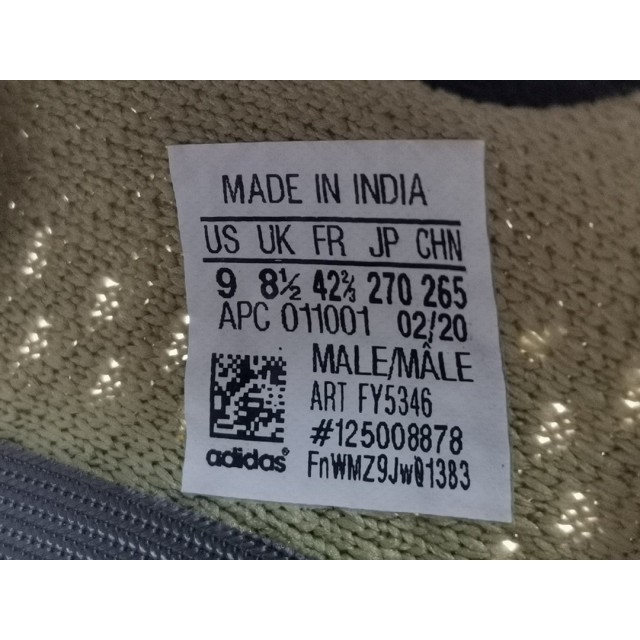 MADE IN INDIA
US UK FR JP CHN
9 8½ 42⅔ 270 265
APC 011001 02/20
MALE/MÂLE
ART FY5346
#125008878
adidas®
FnWMZ9JwQ1383